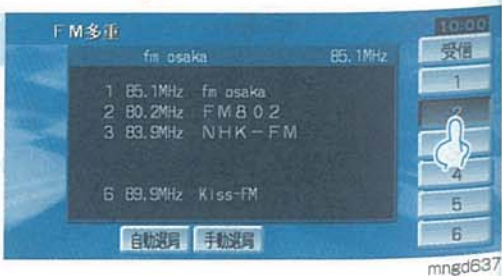 FM多重
10:00
fm osaka 85.1MHz
受信
1 85.1MHz fm osaka
2 80.2MHz FM802
3 83.9MHz NHK-FM
6 89.9MHz Kiss-FM
1
2
4
5
6
自動選局 手動選局
mngd637